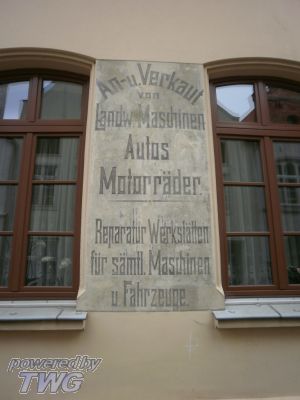 An- u. Verkauf
von
Landw. Maschinen
Autos
Motorräder
Reparatur Werkstätten
für sämtl. Maschinen
u Fahrzeuge.
powered by
TWG